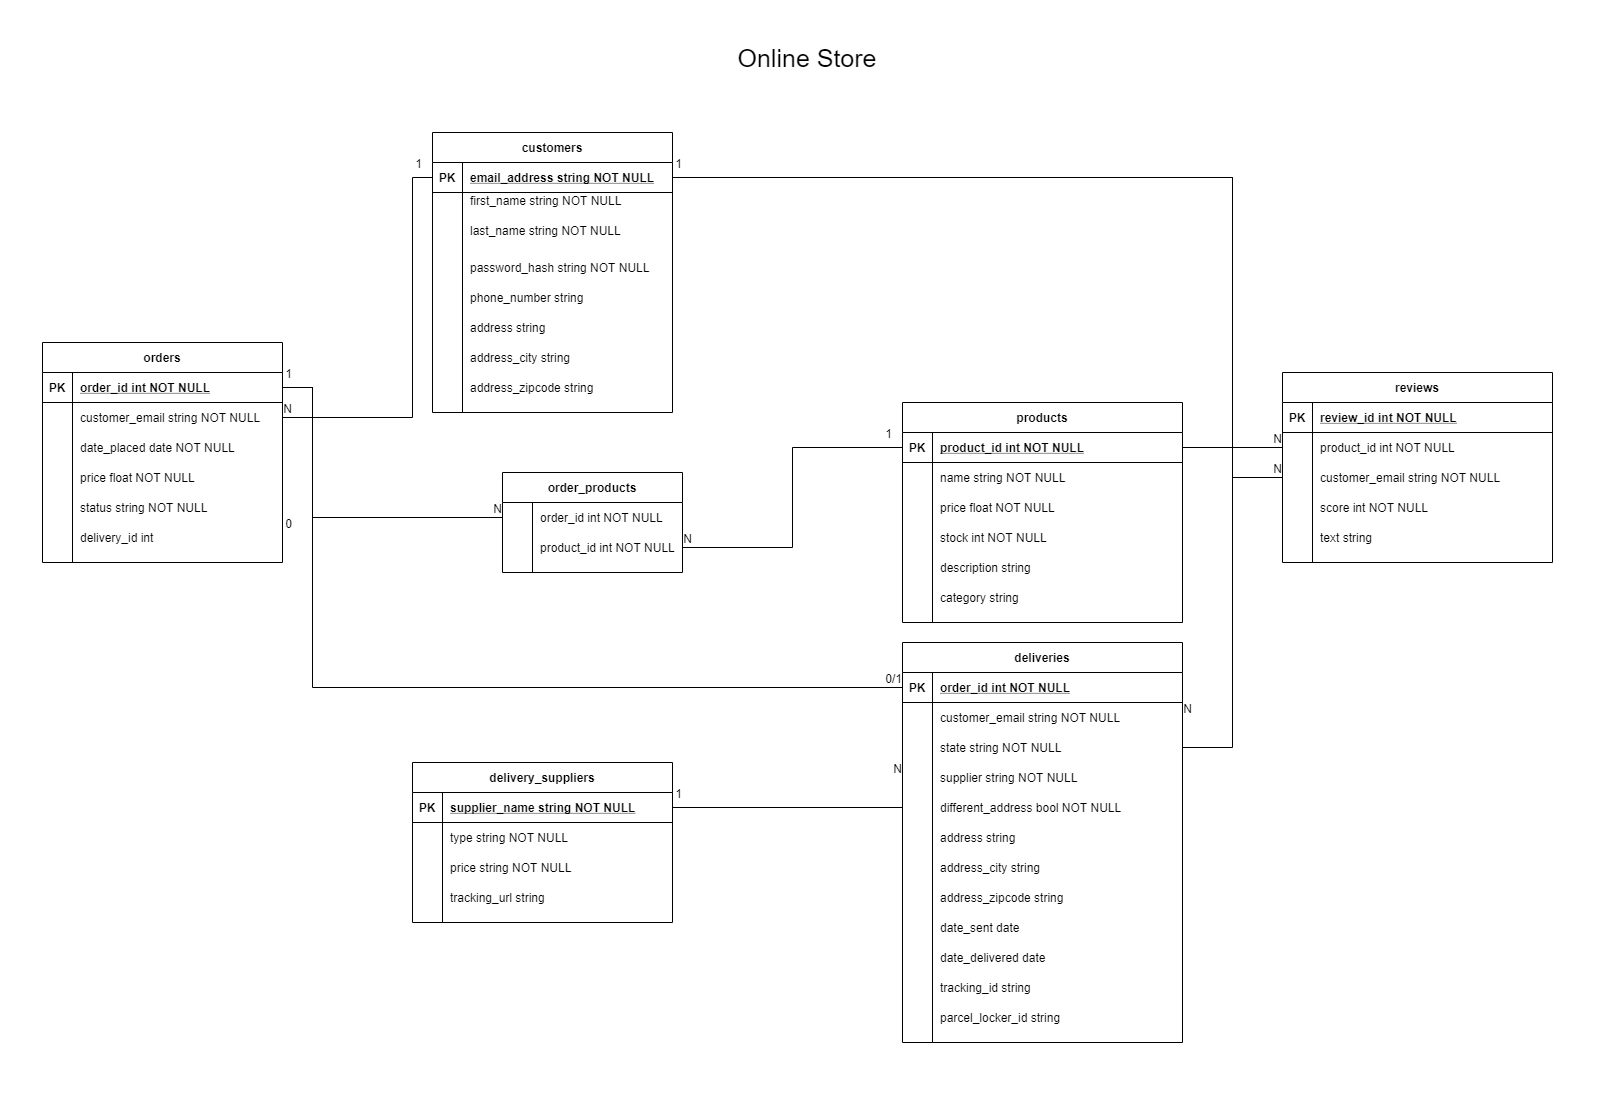 Online Store
customers
1
1
PK
email_address string NOT NULL
first_name string NOT NULL
last_name string NOT NULL
password_hash string NOT NULL
phone_number string
address string
address_city string
address_zipcode string
orders
1
PK
order_id int NOT NULL
N
customer_email string NOT NULL
date_placed date NOT NULL
price float NOT NULL
status string NOT NULL
0
delivery_id int
order_products
N
order_id int NOT NULL
product_id int NOT NULL
N
products
1
PK
product_id int NOT NULL
name string NOT NULL
price float NOT NULL
stock int NOT NULL
description string
category string
reviews
PK
review_id int NOT NULL
N
product_id int NOT NULL
N
customer_email string NOT NULL
score int NOT NULL
text string
deliveries
0/1
PK
order_id int NOT NULL
N
customer_email string NOT NULL
state string NOT NULL
N
supplier string NOT NULL
different_address bool NOT NULL
address string
address_city string
address_zipcode string
date_sent date
date_delivered date
tracking_id string
parcel_locker_id string
delivery_suppliers
1
PK
supplier_name string NOT NULL
type string NOT NULL
price string NOT NULL
tracking_url string